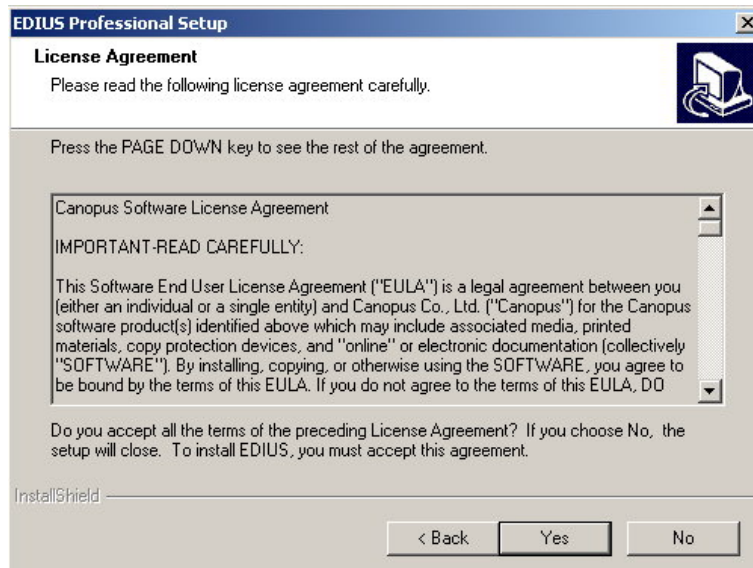 EDIUS Professional Setup
License Agreement
Please read the following license agreement carefully.
Press the PAGE DOWN key to see the rest of the agreement.
Canopus Software License Agreement
IMPORTANT-READ CAREFULLY:
This Software End User License Agreement ("EULA") is a legal agreement between you
(either an individual or a single entity) and Canopus Co., Ltd. ("Canopus") for the Canopus
software product(s) identified above which may include associated media, printed
materials, copy protection devices, and "online" or electronic documentation (collectively
"SOFTWARE"). By installing, copying, or otherwise using the SOFTWARE, you agree to
be bound by the terms of this EULA. If you do not agree to the terms of this EULA, DO
Do you accept all the terms of the preceding License Agreement? If you choose No, the
setup will close. To install EDIUS, you must accept this agreement.
InstallShield
< Back Yes No